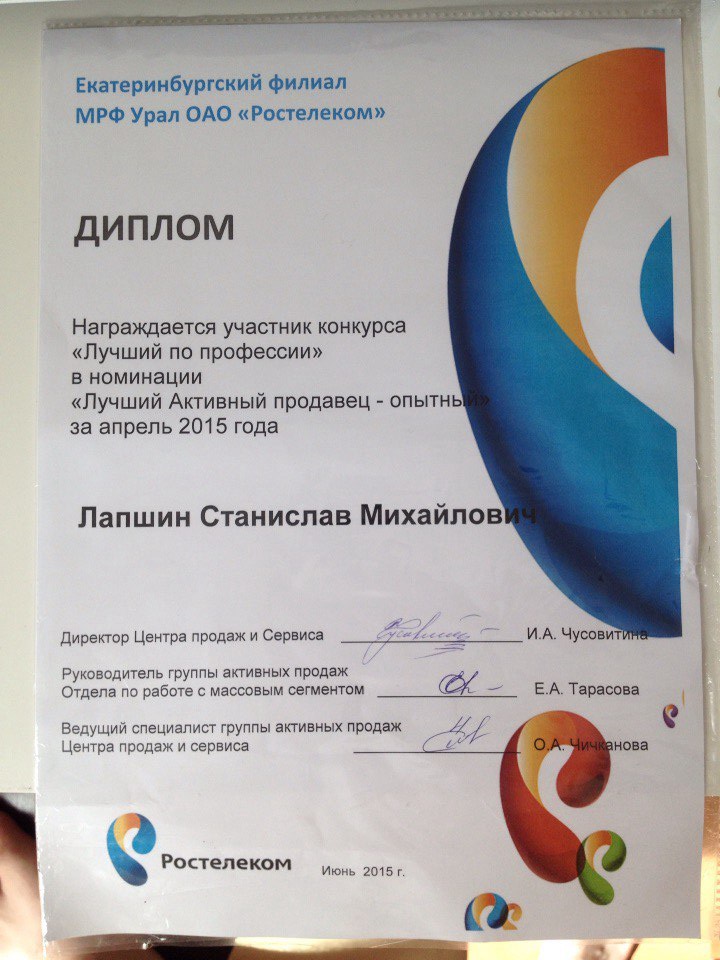 Екатеринбургский филиал
МРФ Урал ОАО «Ростелеком»
ДИПЛОМ
Награждается участник конкурса
«Лучший по профессии»
в номинации
«Лучший Активный продавец - опытный»
за апрель 2015 года
Лапшин Станислав Михайлович
Директор Центра продаж и Сервиса И.А. Чусовитина
Руководитель группы активных продаж
Отдела по работе с массовым сегментом Е.А. Тарасова
Ведущий специалист группы активных продаж
Центра продаж и сервиса О.А. Чичканова
Ростелеком Июнь 2015 г.